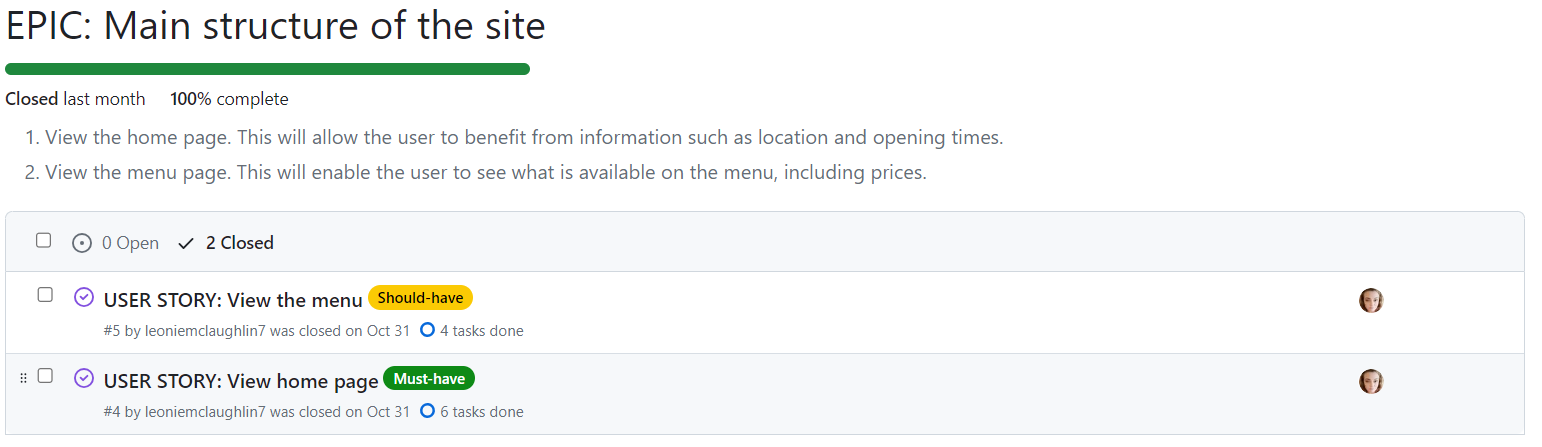 EPIC: Main structure of the site
Closed last month 100% complete
1. View the home page. This will allow the user to benefit from information such as location and opening times.
2. View the menu page. This will enable the user to see what is available on the menu, including prices.
0 Open 2 Closed
USER STORY: View the menu Should-have
#5 by leoniemclaughlin7 was closed on Oct 31 4 tasks done
USER STORY: View home page Must-have
#4 by leoniemclaughlin7 was closed on Oct 31 6 tasks done